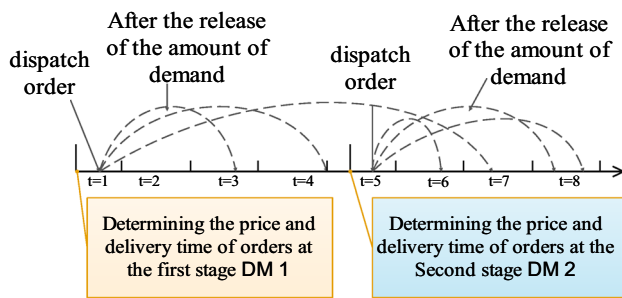 After the release
of the amount of
demand
dispatch
order
After the release
of the amount of
demand
dispatch
order
t=1
t=2
t=3
t=4
t=5
t=6
t=7
t=8
Determining the price and
delivery time of orders at
the first stage DM 1
Determining the price and
delivery time of orders at the
Second stage DM 2